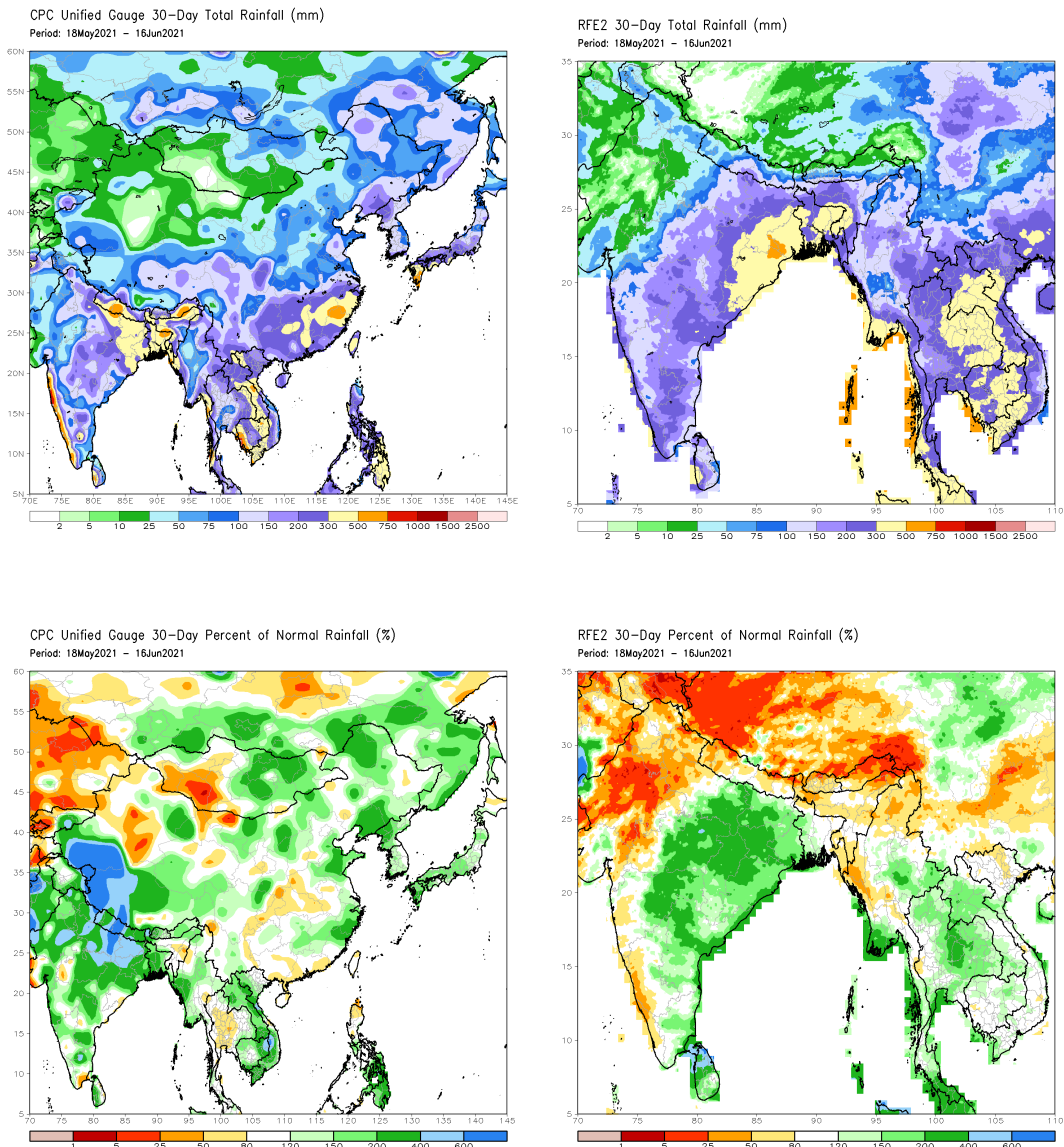 CPC Unified Gauge 30-Day Total Rainfall (mm)
Period: 18May2021 - 16Jun2021
60N
55N
50N
45N
40N
35N
30N
25N
20N
15N
10N
5N
70E 75E 80E 85E 90E 95E 100E 105E 110E 115E 120E 125E 130E 135E 140E 145E
2 5 10 25 50 75 100 150 200 300 500 750 1000 1500 2500
RFE2 30-Day Total Rainfall (mm)
Period: 18May2021 - 16Jun2021
35
30
25
20
15
10
5
70 75 80 85 90 95 100 105 110
2 5 10 25 50 75 100 150 200 300 500 750 1000 1500 2500
CPC Unified Gauge 30-Day Percent of Normal Rainfall (%)
Period: 18May2021 - 16Jun2021
60
55
50
45
40
35
30
25
20
15
10
5
70 75 80 85 90 95 100 105 110 115 120 125 130 135 140 145
RFE2 30-Day Percent of Normal Rainfall (%)
Period: 18May2021 - 16Jun2021
35
30
25
20
15
10
5
70 75 80 85 90 95 100 105 110